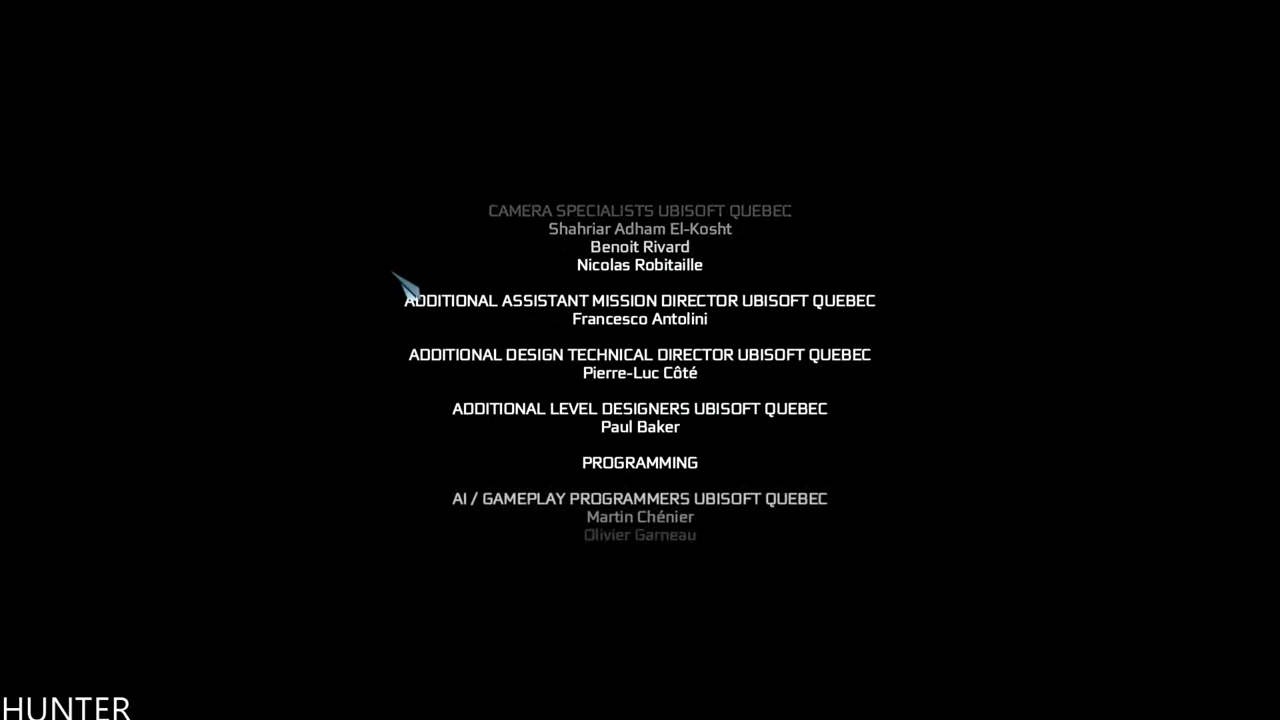 CAMERA SPECIALISTS UBISOFT QUEBEC
Shahriar Adham El-Kosht
Benoit Rivard
Nicolas Robitaille
ADDITIONAL ASSISTANT MISSION DIRECTOR UBISOFT QUEBEC
Francesco Antolini
ADDITIONAL DESIGN TECHNICAL DIRECTOR UBISOFT QUEBEC
Pierre-Luc Côté
ADDITIONAL LEVEL DESIGNERS UBISOFT QUEBEC
Paul Baker
PROGRAMMING
AI / GAMEPLAY PROGRAMMERS UBISOFT QUEBEC
Martin Chénier
Olivier Garneau
HUNTER